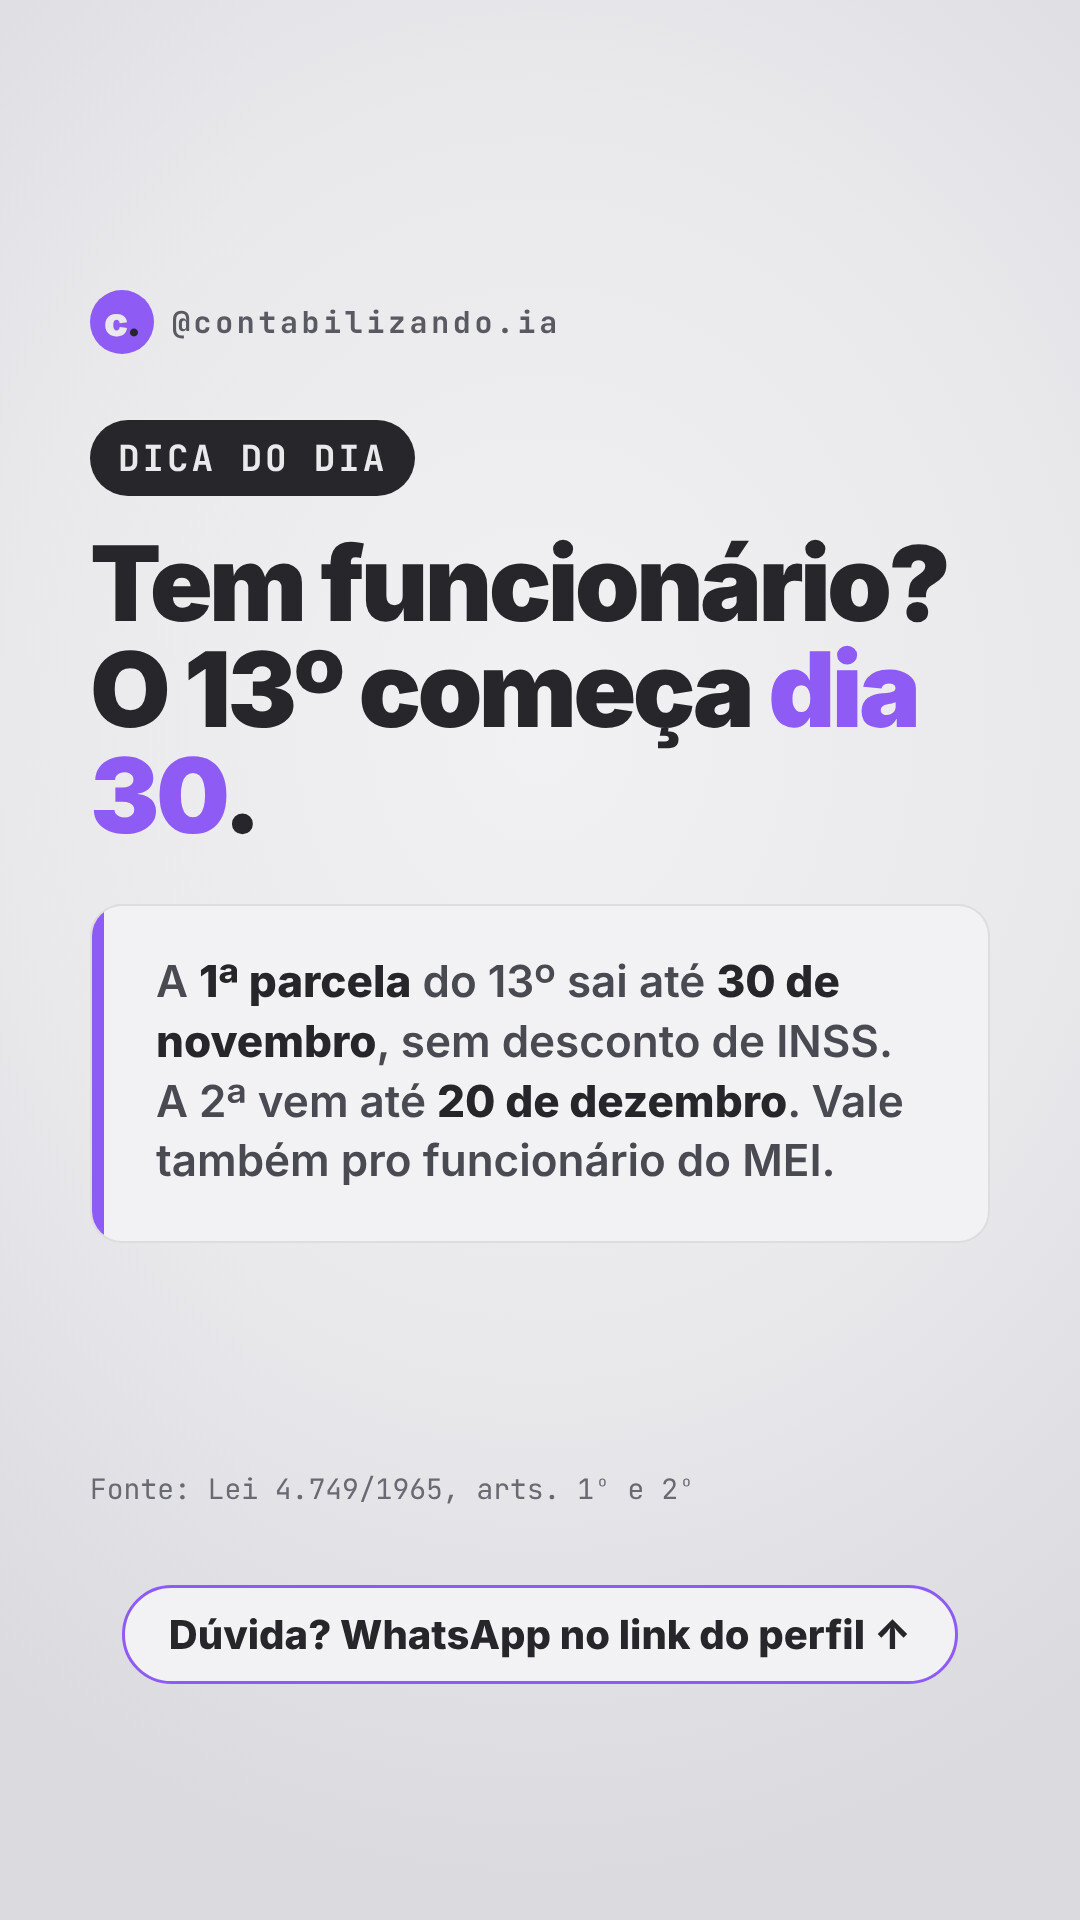 c. @contabilizando.ia
DICA DO DIA
Tem funcionário?
O 13º começa dia
30.
A 1ª parcela do 13º sai até 30 de
novembro, sem desconto de INSS.
A 2ª vem até 20 de dezembro. Vale
também pro funcionário do MEI.
Fonte: Lei 4.749/1965, arts. 1º e 2º
Dúvida? WhatsApp no link do perfil ↑